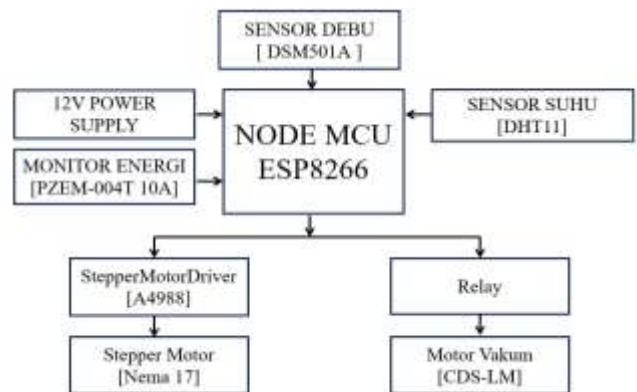 SENSOR DEBU
[ DSM501A ]
12V POWER
SUPPLY
NODE MCU
ESP8266
SENSOR SUHU
[DHT11]
MONITOR ENERGI
[PZEM-004T 10A]
StepperMotorDriver
[A4988]
Relay
Stepper Motor
[Nema 17]
Motor Vakum
[CDS-LM]